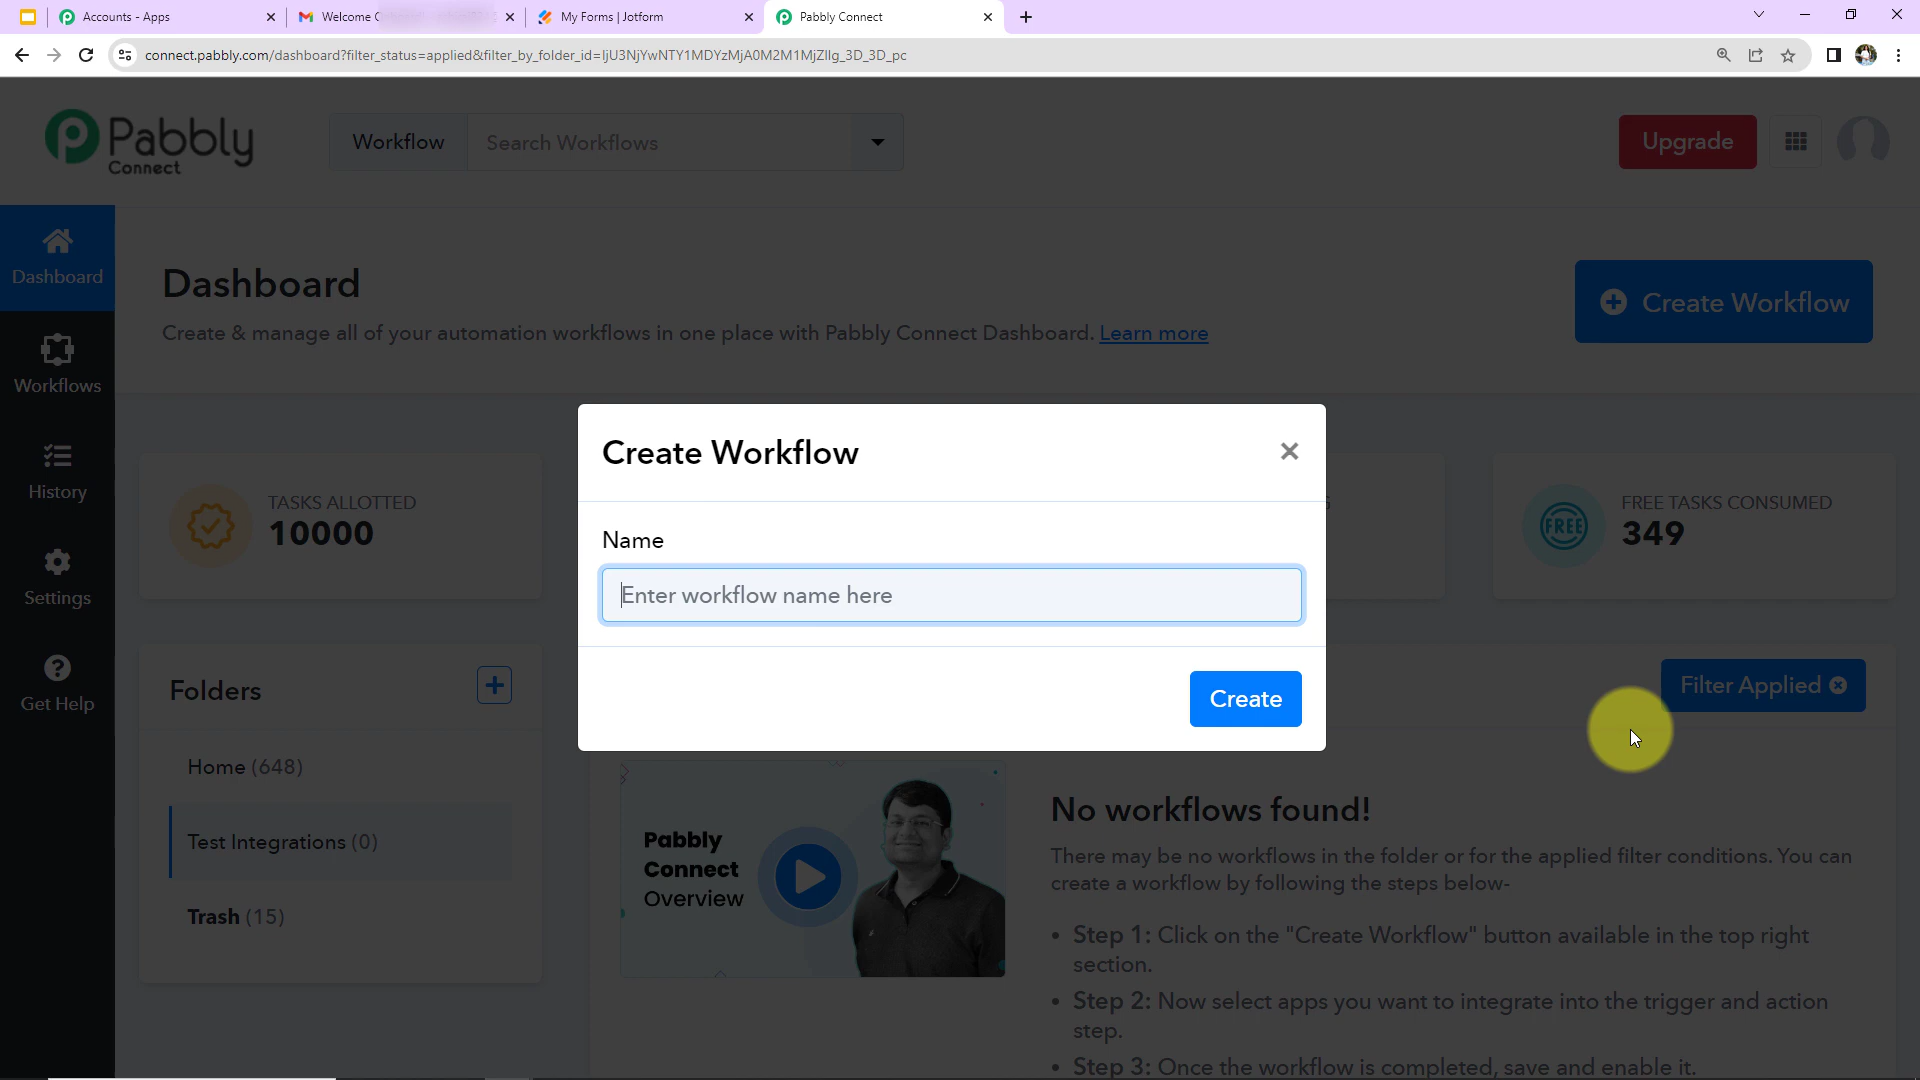 Accounts - Apps
Welcome
My Forms | Jotform
Pabbly Connect
connect.pabbly.com/dashboard?filter_status=applied&filter_by_folder_id=IjU3NjYwNTY1MDYzMjA0M2M1MjZlIg_3D_3D_pc
Pabbly
Connect
Workflow
Search Workflows
Upgrade
Dashboard
Workflows
History
Settings
Get Help
Dashboard
Create & manage all of your automation workflows in one place with Pabbly Connect Dashboard. Learn more
Create Workflow
TASKS ALLOTTED
10000
FREE
FREE TASKS CONSUMED
349
Create Workflow
Name
Enter workflow name here
Create
Folders
Home (648)
Test Integrations (0)
Trash (15)
Filter Applied
Pabbly
Connect
Overview
No workflows found!
There may be no workflows in the folder or for the applied filter conditions. You can
create a workflow by following the steps below-
• Step 1: Click on the "Create Workflow" button available in the top right
section.
• Step 2: Now select apps you want to integrate into the trigger and action
step.
• Step 3: Once the workflow is completed, save and enable it.